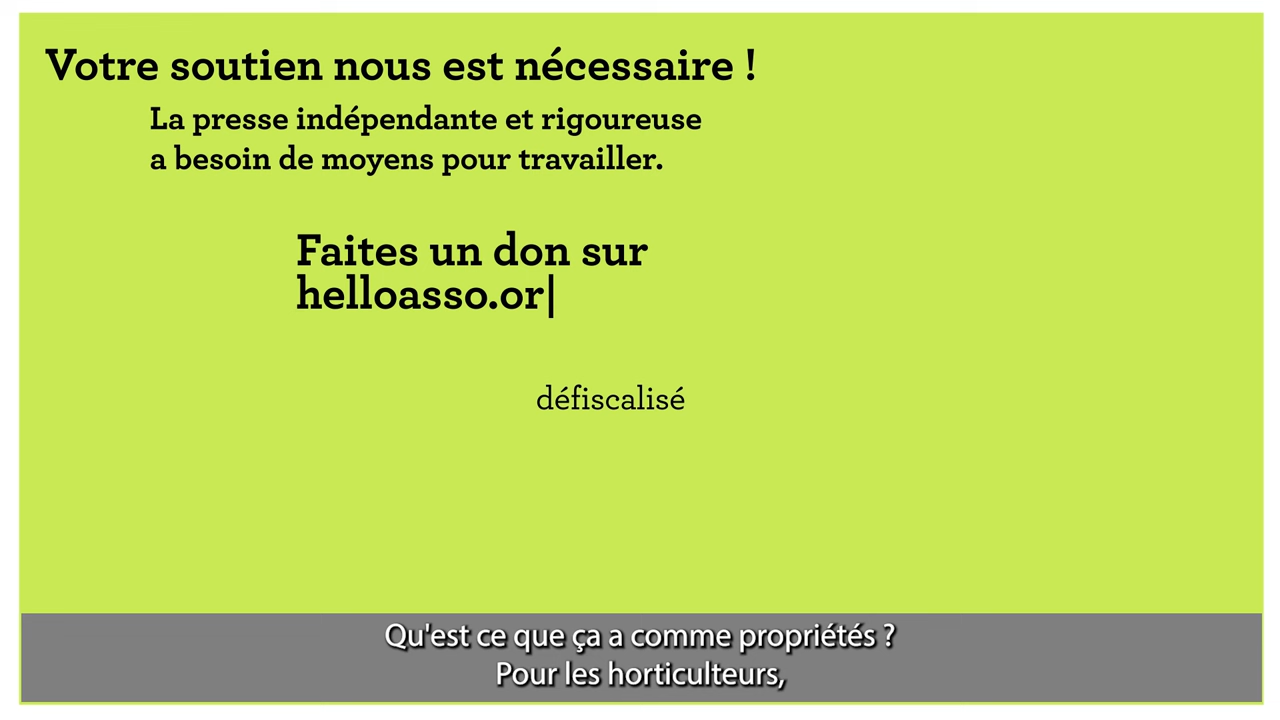 Votre soutien nous est nécessaire !
La presse indépendante et rigoureuse
a besoin de moyens pour travailler.
Faites un don sur
helloasso.or|
défiscalisé
Qu'est ce que ça a comme propriétés ?
Pour les horticulteurs,